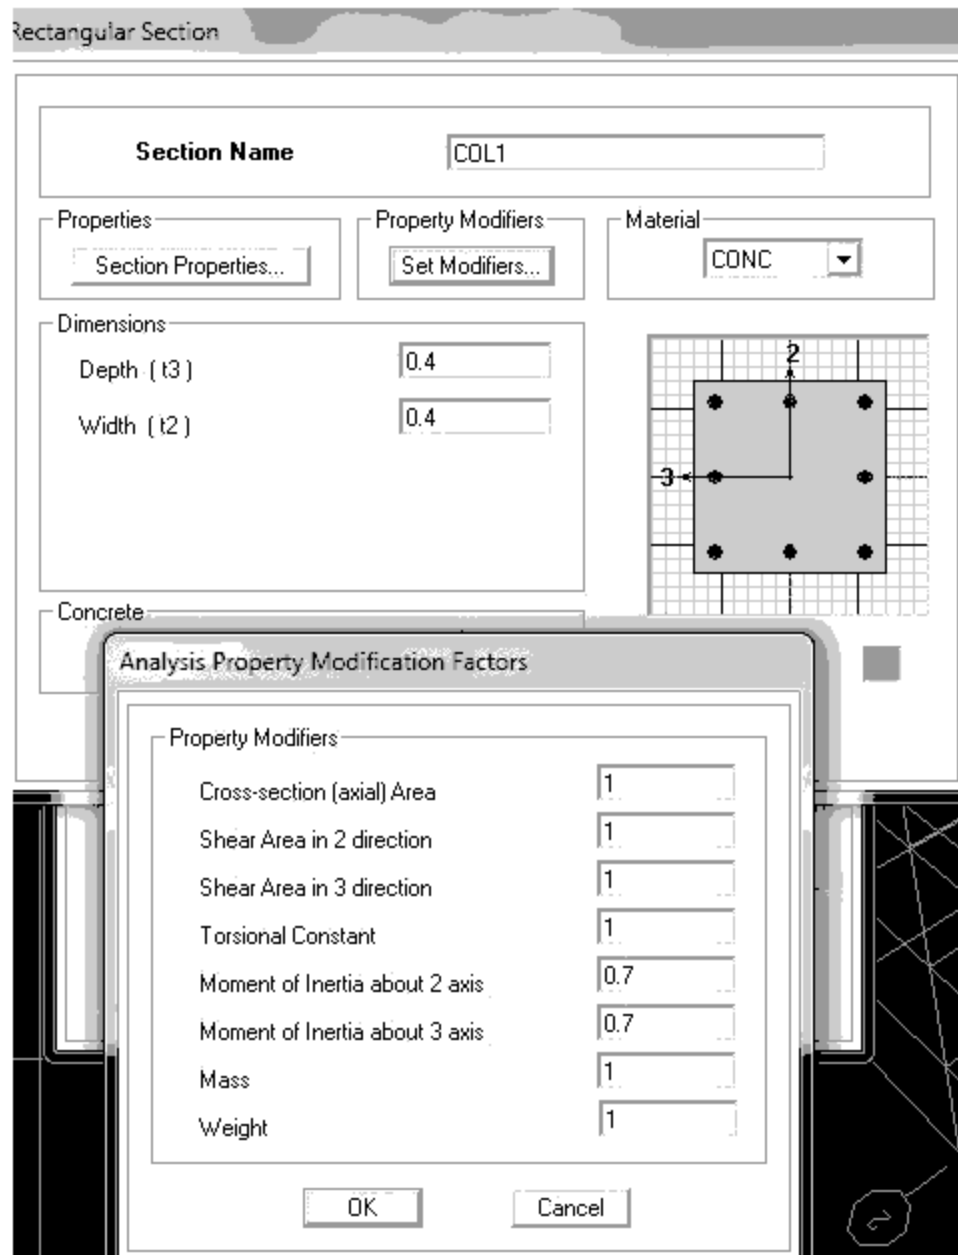 Rectangular Section
Section Name COL1
Properties Property Modifiers Material
Section Properties... Set Modifiers... CONC
Dimensions
Depth ( t3 ) 0.4
Width ( t2 ) 0.4
2
3
Concrete
Analysis Property Modification Factors
Property Modifiers
Cross-section (axial) Area 1
Shear Area in 2 direction 1
Shear Area in 3 direction 1
Torsional Constant 1
Moment of Inertia about 2 axis 0.7
Moment of Inertia about 3 axis 0.7
Mass 1
Weight 1
OK Cancel